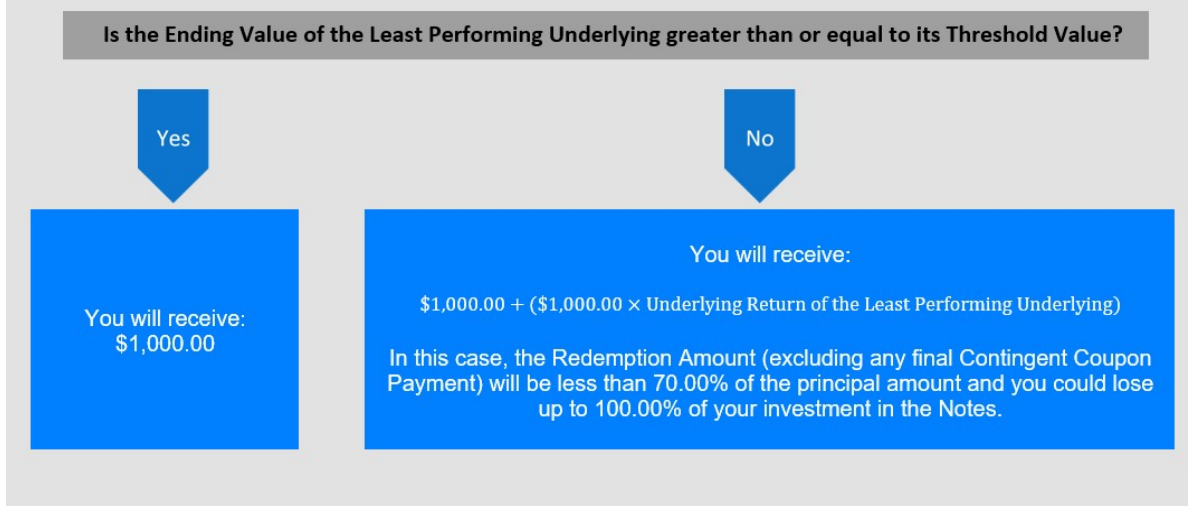 Is the Ending Value of the Least Performing Underlying greater than or equal to its Threshold Value?
Yes
No
You will receive:
$1,000.00
You will receive:
$1,000.00 + ($1,000.00 × Underlying Return of the Least Performing Underlying)
In this case, the Redemption Amount (excluding any final Contingent Coupon
Payment) will be less than 70.00% of the principal amount and you could lose
up to 100.00% of your investment in the Notes.